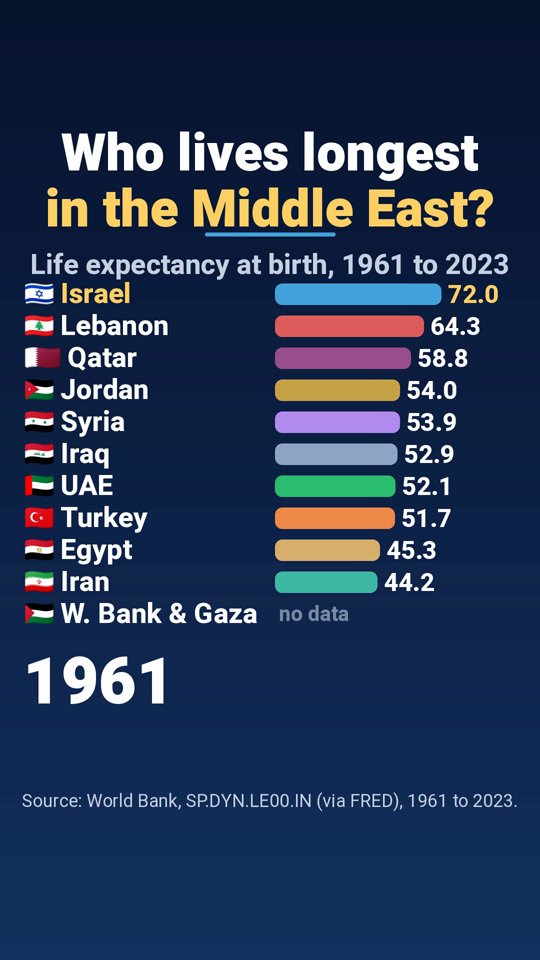 Who lives longest
in the Middle East?
Life expectancy at birth, 1961 to 2023
Israel 72.0
Lebanon 64.3
Qatar 58.8
Jordan 54.0
Syria 53.9
Iraq 52.9
UAE 52.1
Turkey 51.7
Egypt 45.3
Iran 44.2
W. Bank & Gaza no data
1961
Source: World Bank, SP.DYN.LE00.IN (via FRED), 1961 to 2023.